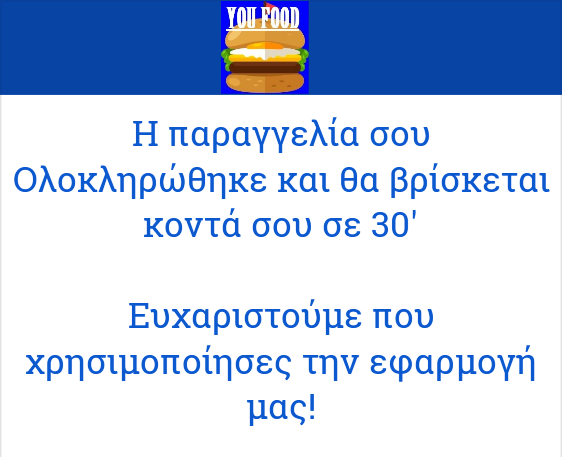 YOU FOOD
Η παραγγελία σου
Ολοκληρώθηκε και θα βρίσκεται
κοντά σου σε 30'
Ευχαριστούμε που
χρησιμοποίησες την εφαρμογή
μας!